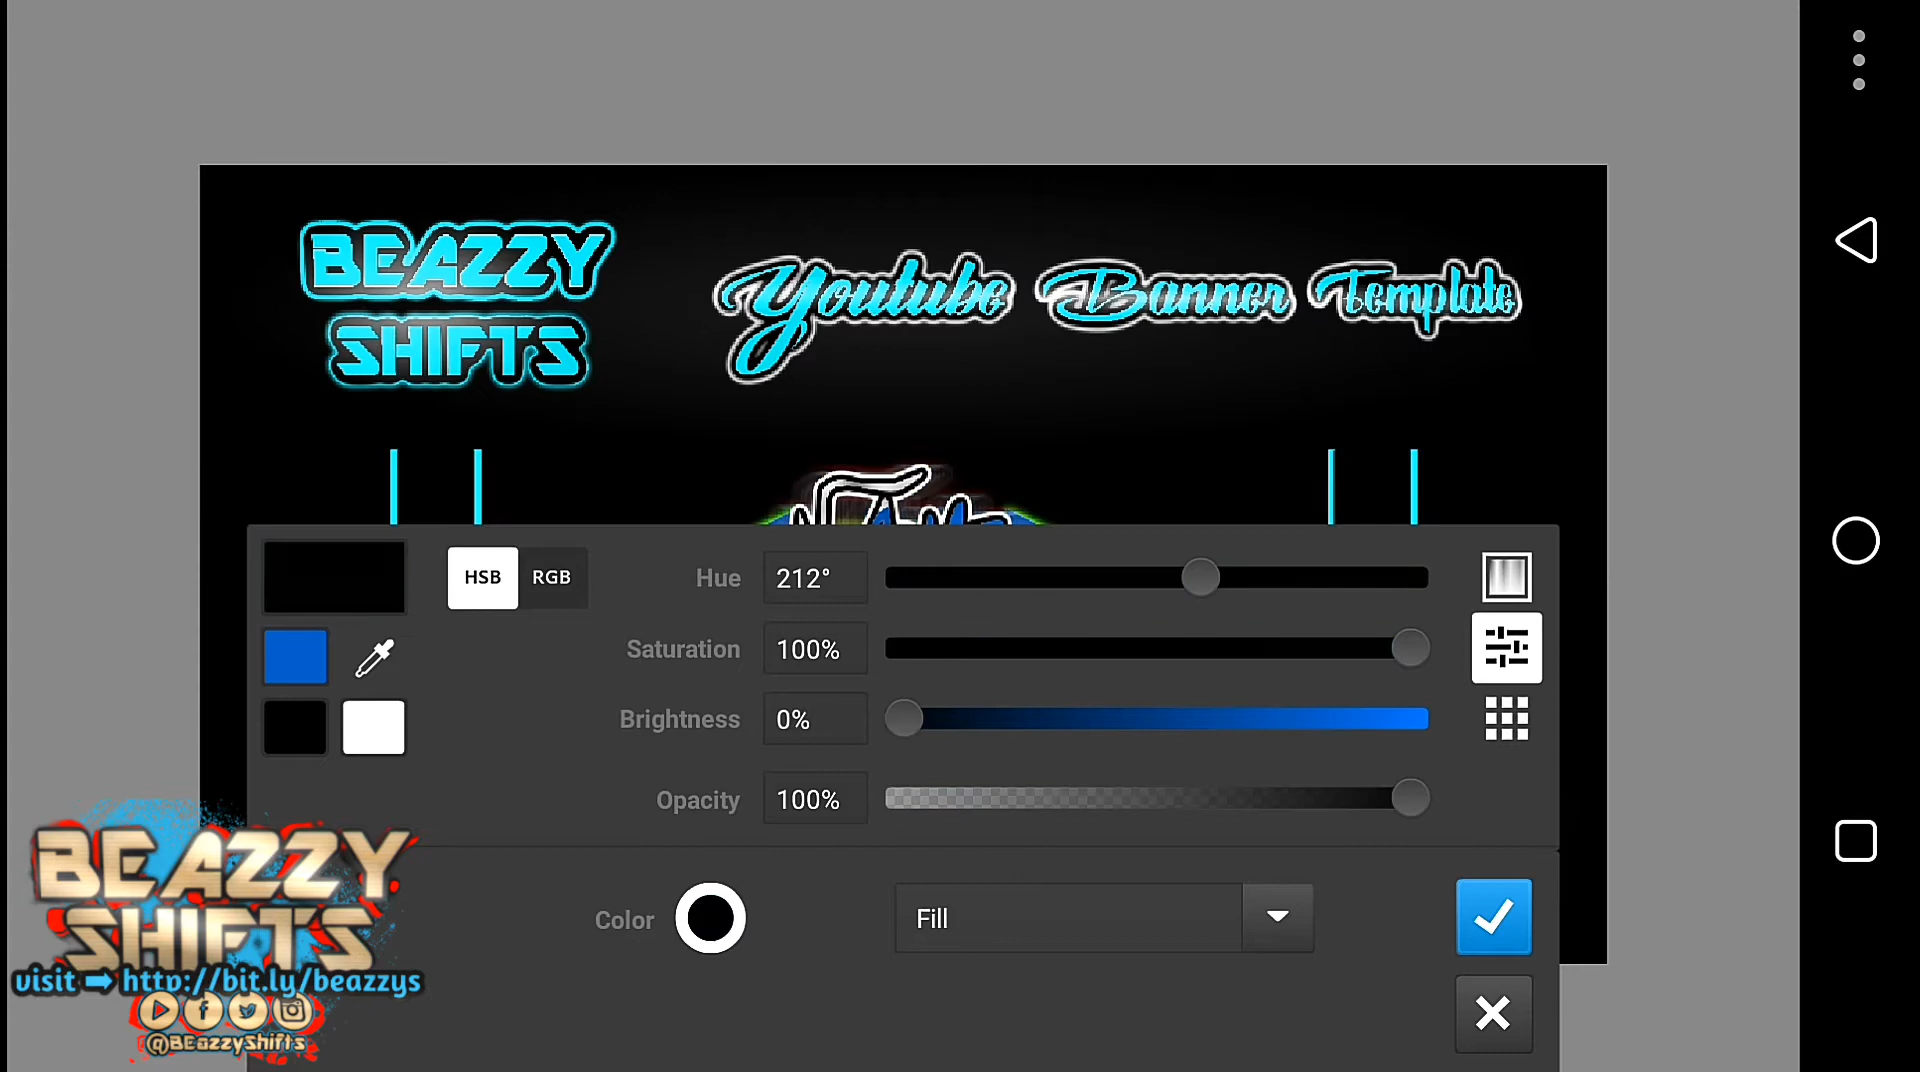 BEAZZY
SHIFTS
Youtube Banner Template
HSB
RGB
Hue
212°
Saturation
100%
Brightness
0%
Opacity
100%
Color
Fill
BEAZZY
SHIFTS
visit ➡ http://bit.ly/beazzys
@BEazzyShifts